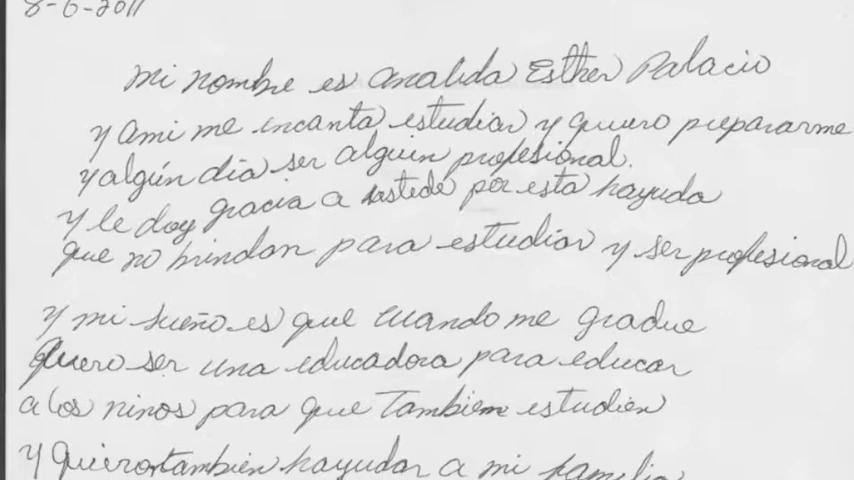 8-6-2011
mi nombre es analida Esther Palacio
y ami me encanta estudiar y quiero prepararme
y algún día ser alguien profesional.
y le doy gracia a ustede por esta hayuda
que no brindan para estudiar y ser profesional
y mi sueño es que cuando me gradue
quiero ser una educadora para educar
a los ninos para que tambien estudien
y quiero tambien hayudar a mi familia